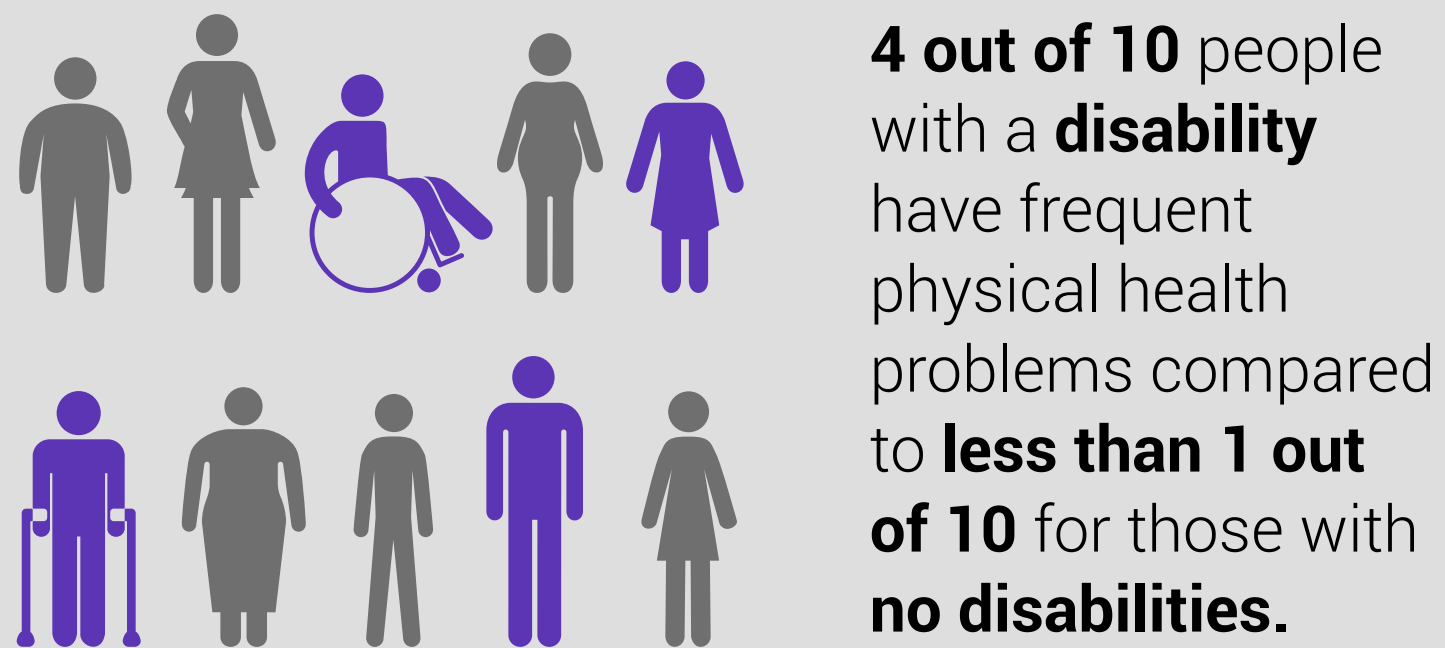 4 out of 10 people
with a disability
have frequent
physical health
problems compared
to less than 1 out
of 10 for those with
no disabilities.